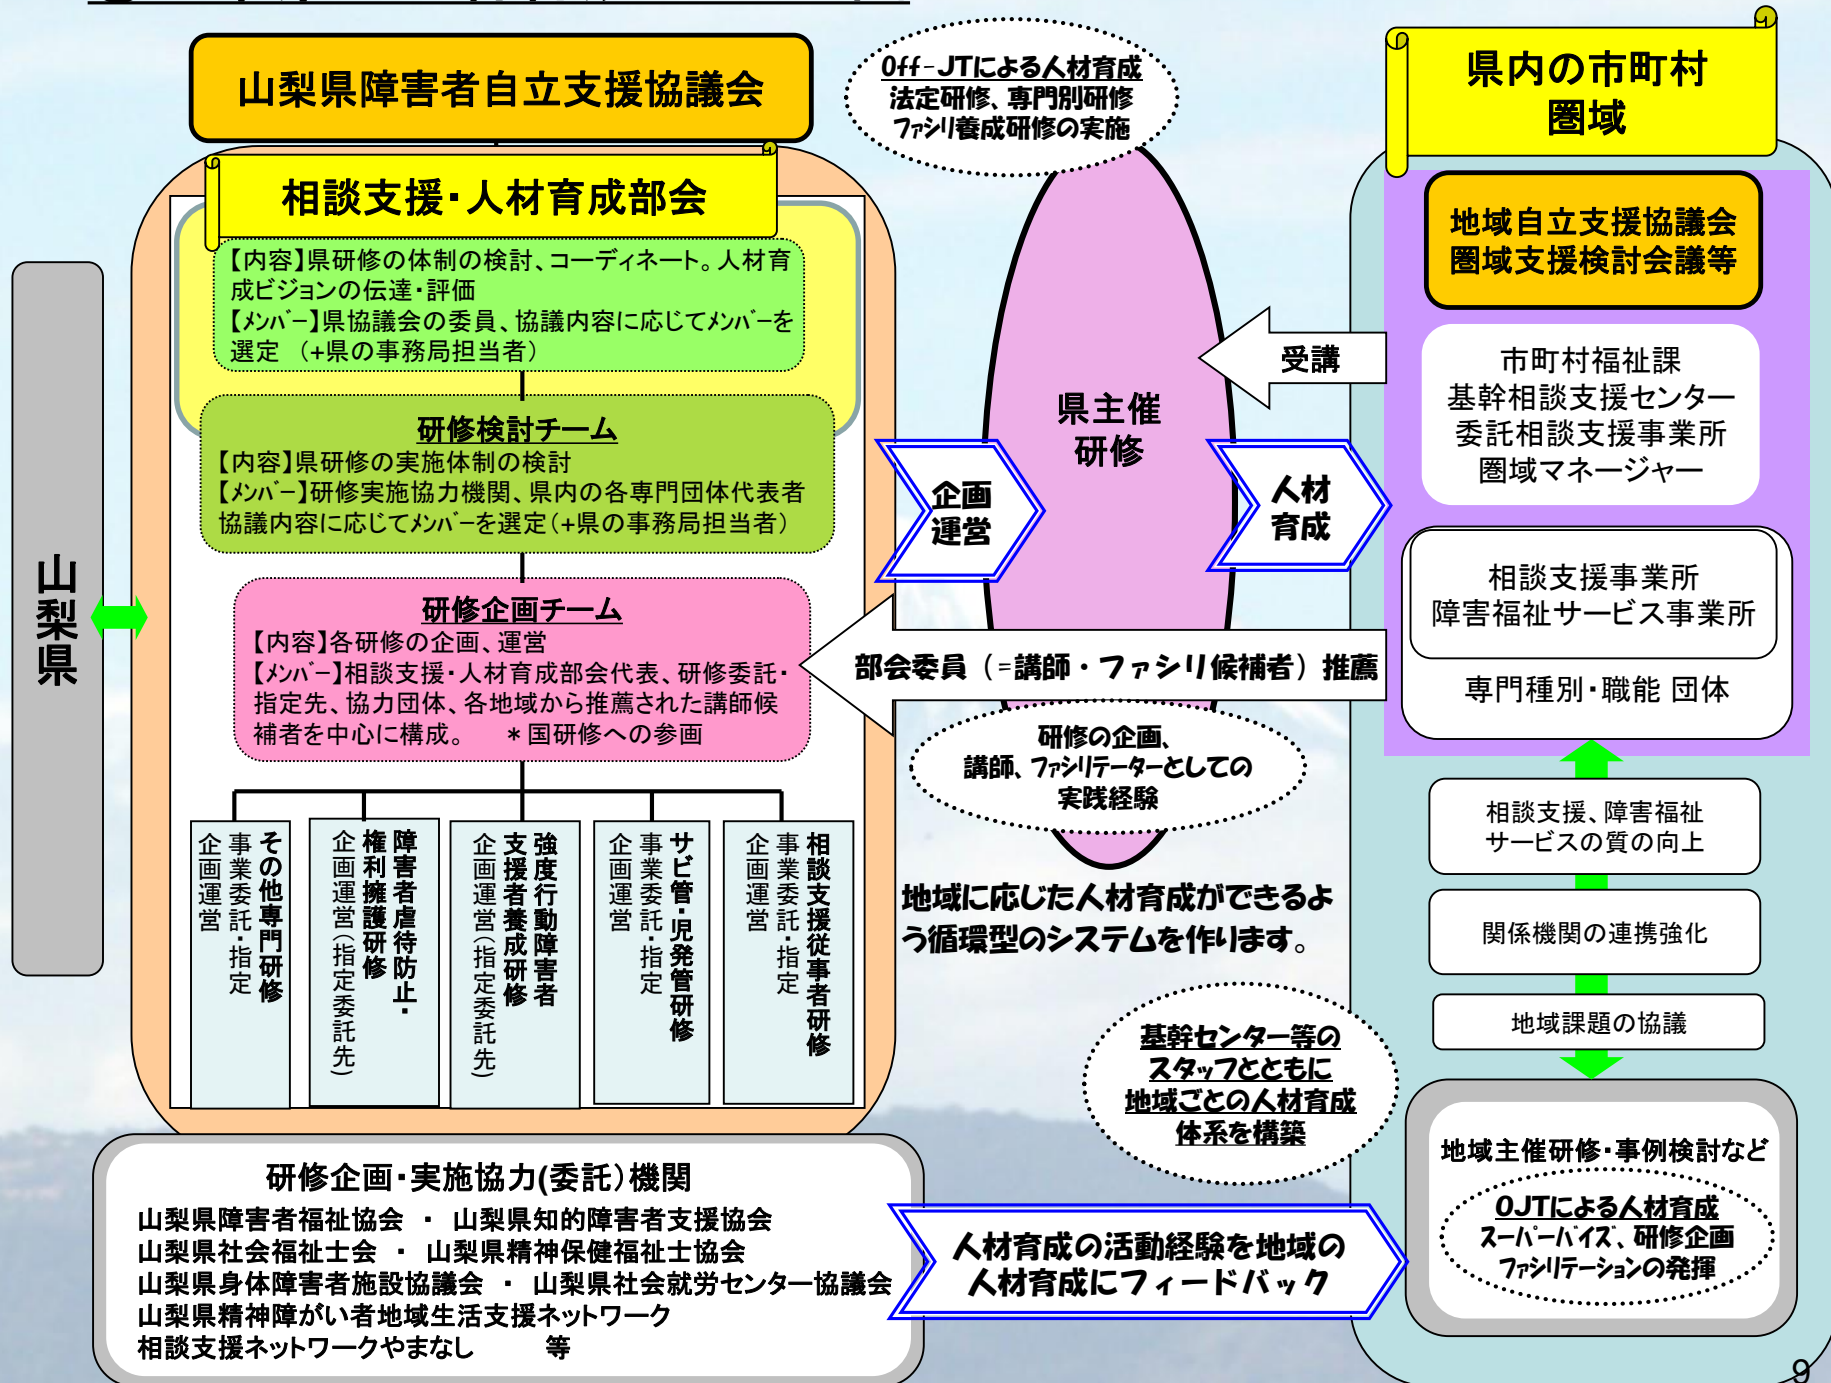 山梨県障害者自立支援協議会
相談支援・人材育成部会
【内容】県研修の体制の検討、コーディネート。人材育
成ビジョンの伝達・評価
【メンバー】県協議会の委員、協議内容に応じてメンバーを
選定　（+県の事務局担当者）
研修検討チーム
【内容】県研修の実施体制の検討
【メンバー】研修実施協力機関、県内の各専門団体代表者
協議内容に応じてメンバーを選定（+県の事務局担当者）
研修企画チーム
【内容】各研修の企画、運営
【メンバー】相談支援・人材育成部会代表、研修委託・
指定先、協力団体、各地域から推薦された講師候
補者を中心に構成。　＊国研修への参画
山梨県
その他専門研修
事業委託・指定
企画運営
障害者虐待防止・
権利擁護研修
企画運営（指定委託先）
強度行動障害者
支援者養成研修
企画運営（指定委託先）
サビ管・児発管研修
事業委託・指定
企画運営
相談支援従事者研修
事業委託・指定
企画運営
研修企画・実施協力(委託)機関
山梨県障害者福祉協会　・　山梨県知的障害者支援協会
山梨県社会福祉士会　・　山梨県精神保健福祉士協会
山梨県身体障害者施設協議会　・　山梨県社会就労センター協議会
山梨県精神障がい者地域生活支援ネットワーク
相談支援ネットワークやまなし　　等
Off-JTによる人材育成
法定研修、専門別研修
ファシリ養成研修の実施
県主催
研修
企画
運営
人材
育成
受講
部会委員（=講師・ファシリ候補者）推薦
研修の企画、
講師、ファシリテーターとしての
実践経験
地域に応じた人材育成ができるよ
う循環型のシステムを作ります。
基幹センター等の
スタッフとともに
地域ごとの人材育成
体系を構築
人材育成の活動経験を地域の
人材育成にフィードバック
県内の市町村
圏域
地域自立支援協議会
圏域支援検討会議等
市町村福祉課
基幹相談支援センター
委託相談支援事業所
圏域マネージャー
相談支援事業所
障害福祉サービス事業所
専門種別・職能 団体
相談支援、障害福祉
サービスの質の向上
関係機関の連携強化
地域課題の協議
地域主催研修・事例検討など
OJTによる人材育成
スーパーバイズ、研修企画
ファシリテーションの発揮
9